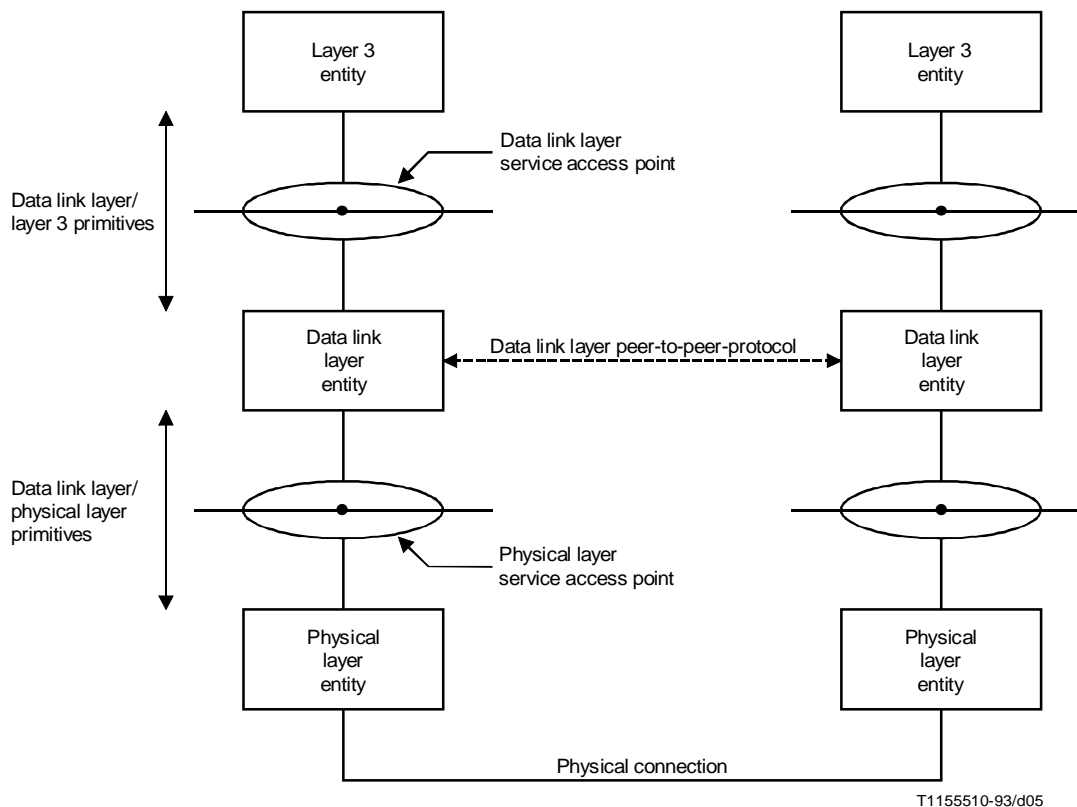 Layer 3
entity
Layer 3
entity
Data link layer
service access point
Data link layer/
layer 3 primitives
Data link
layer
entity
Data link layer peer-to-peer-protocol
Data link
layer
entity
Data link layer/
physical layer
primitives
Physical layer
service access point
Physical
layer
entity
Physical
layer
entity
Physical connection
T1155510-93/d05